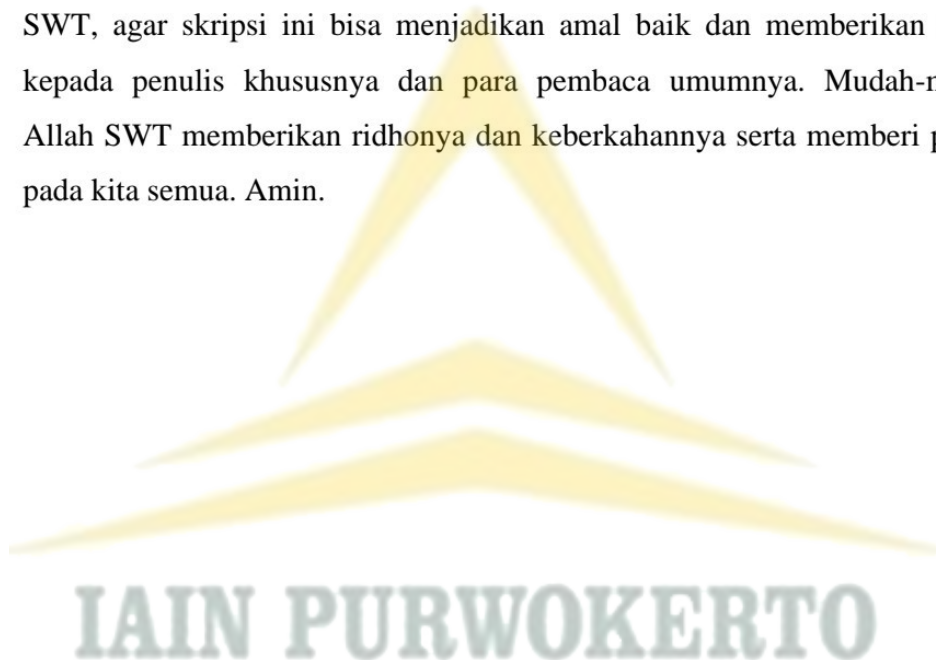 SWT, agar skripsi ini bisa menjadikan amal baik dan memberikan
kepada penulis khususnya dan para pembaca umumnya.
Allah SWT memberikan ridhonya dan keberkahannya serta memberi
pada kita semua. Amin.
IAIN PURWOKERTO